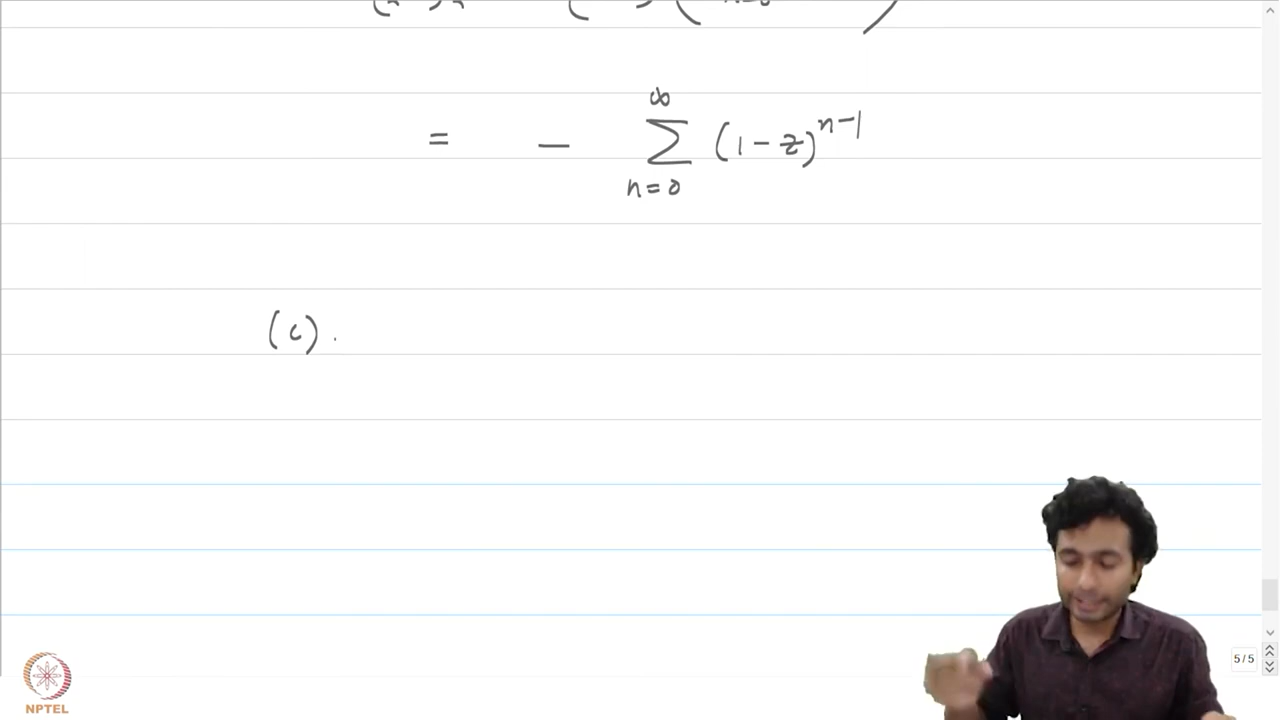 = - ∑_{n=0}^{∞} (1-z)^{n-1}
(c).
5 / 5
NPTEL